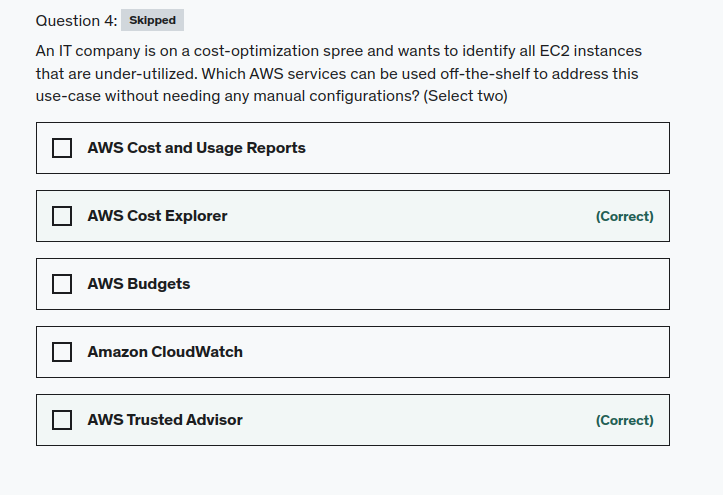 Question 4: Skipped
An IT company is on a cost-optimization spree and wants to identify all EC2 instances
that are under-utilized. Which AWS services can be used off-the-shelf to address this
use-case without needing any manual configurations? (Select two)
AWS Cost and Usage Reports
AWS Cost Explorer (Correct)
AWS Budgets
Amazon CloudWatch
AWS Trusted Advisor (Correct)